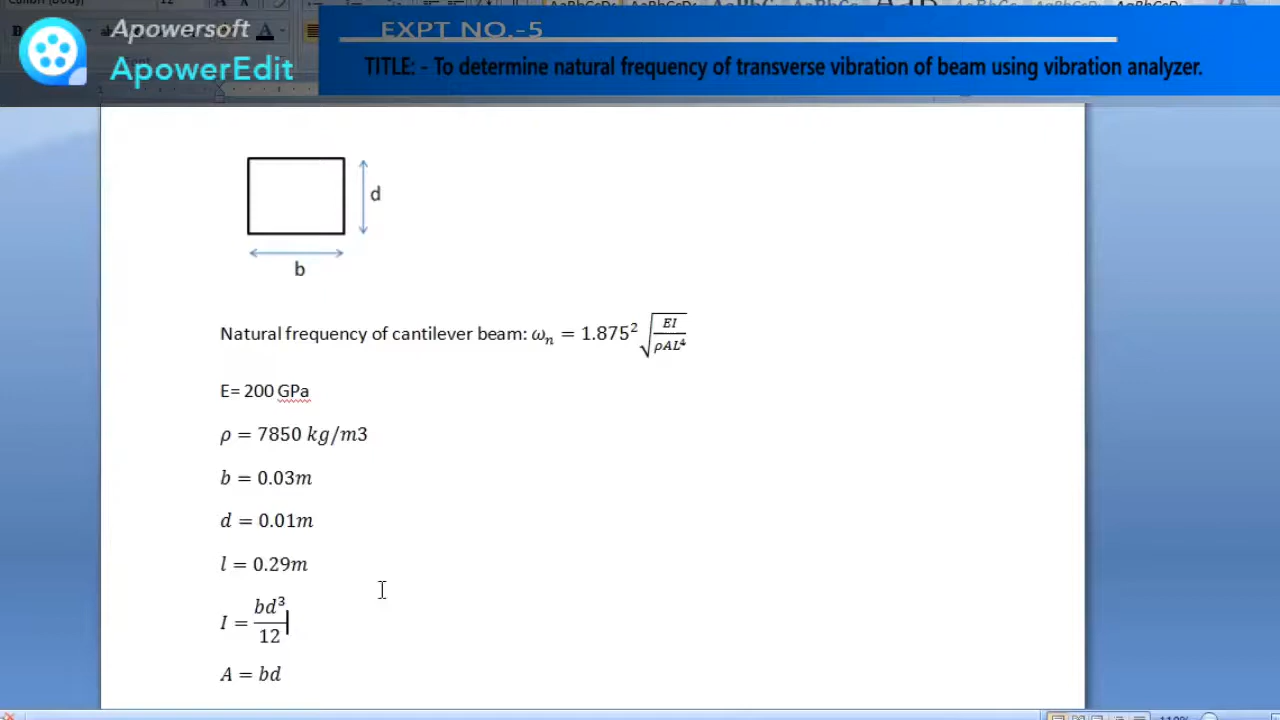 Apowersoft
ApowerEdit
EXPT NO.-5
TITLE: - To determine natural frequency of transverse vibration of beam using vibration analyzer.
d
b
Natural frequency of cantilever beam: ωₙ = 1.875² √(EI/ρAL⁴)
E= 200 GPa
ρ = 7850 kg/m3
b = 0.03m
d = 0.01m
l = 0.29m
I = bd³/12
A = bd